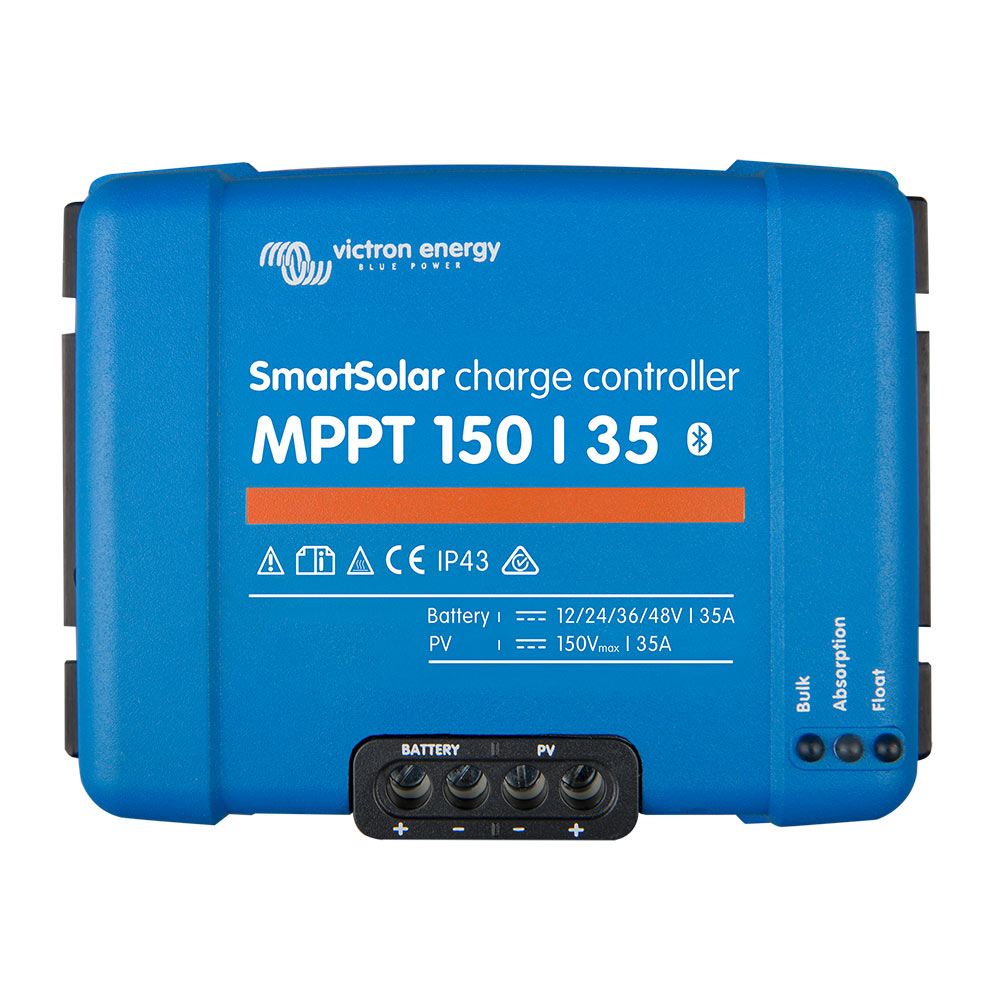 victron energy
BLUE POWER
SmartSolar charge controller
MPPT 150 | 35
CE IP43
Battery | 12/24/36/48V | 35A
PV | 150Vmax | 35A
Bulk
Absorption
Float
BATTERY || PV
+ - || - +